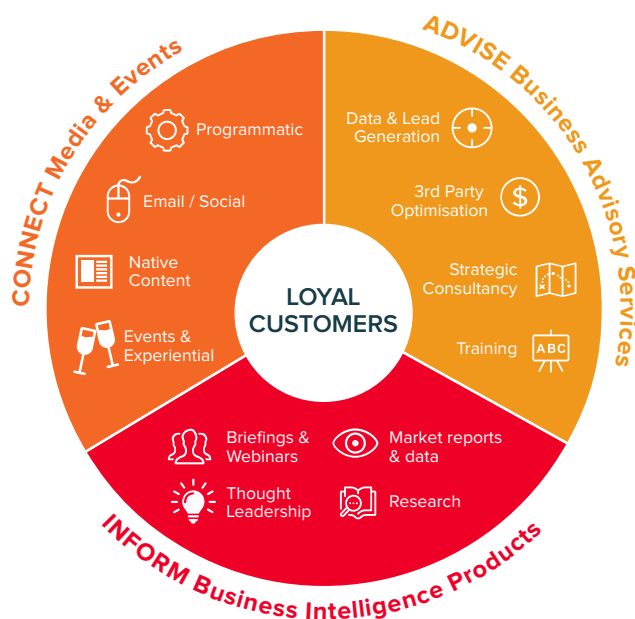 CONNECT Media & Events
Programmatic
Email / Social
Native
Content
Events &
Experiential
ADVISE Business Advisory Services
Data & Lead
Generation
3rd Party
Optimisation
$
Strategic
Consultancy
Training
ABC
LOYAL
CUSTOMERS
Briefings &
Webinars
Market reports
& data
Thought
Leadership
Research
INFORM Business Intelligence Products